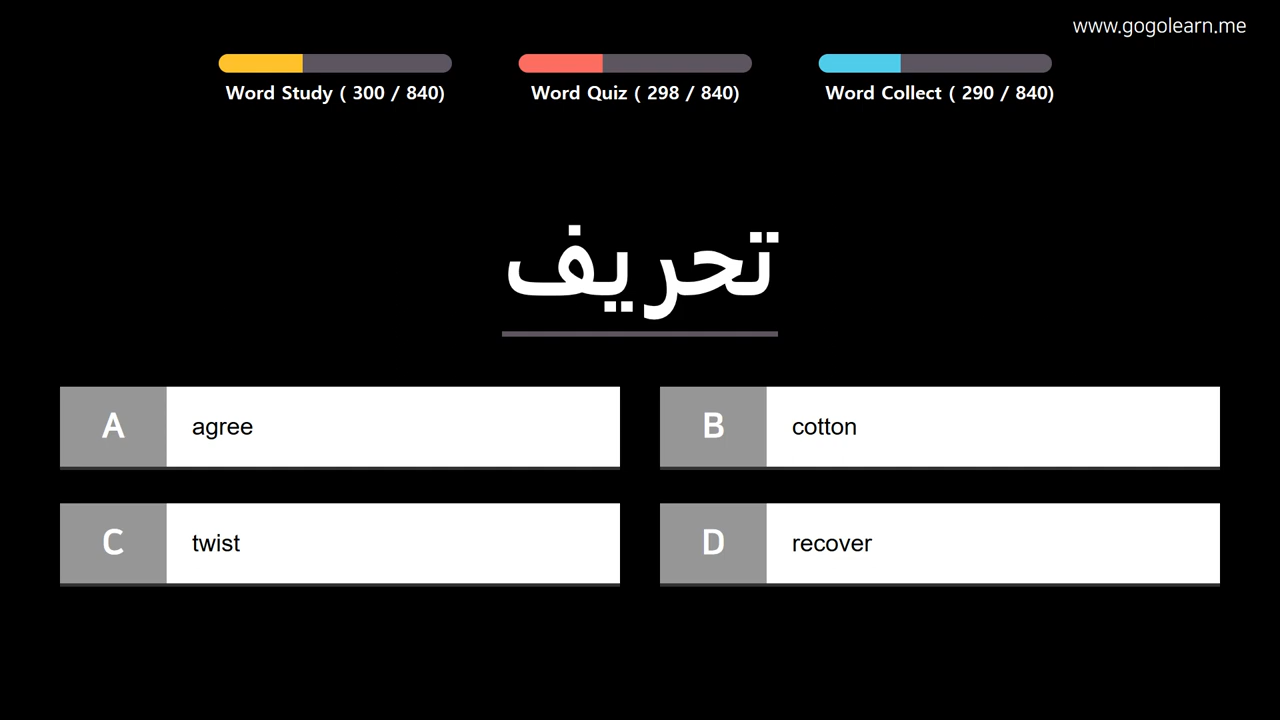 www.gogolearn.me
Word Study ( 300 / 840)
Word Quiz ( 298 / 840)
Word Collect ( 290 / 840)
تحريف
A agree
B cotton
C twist
D recover